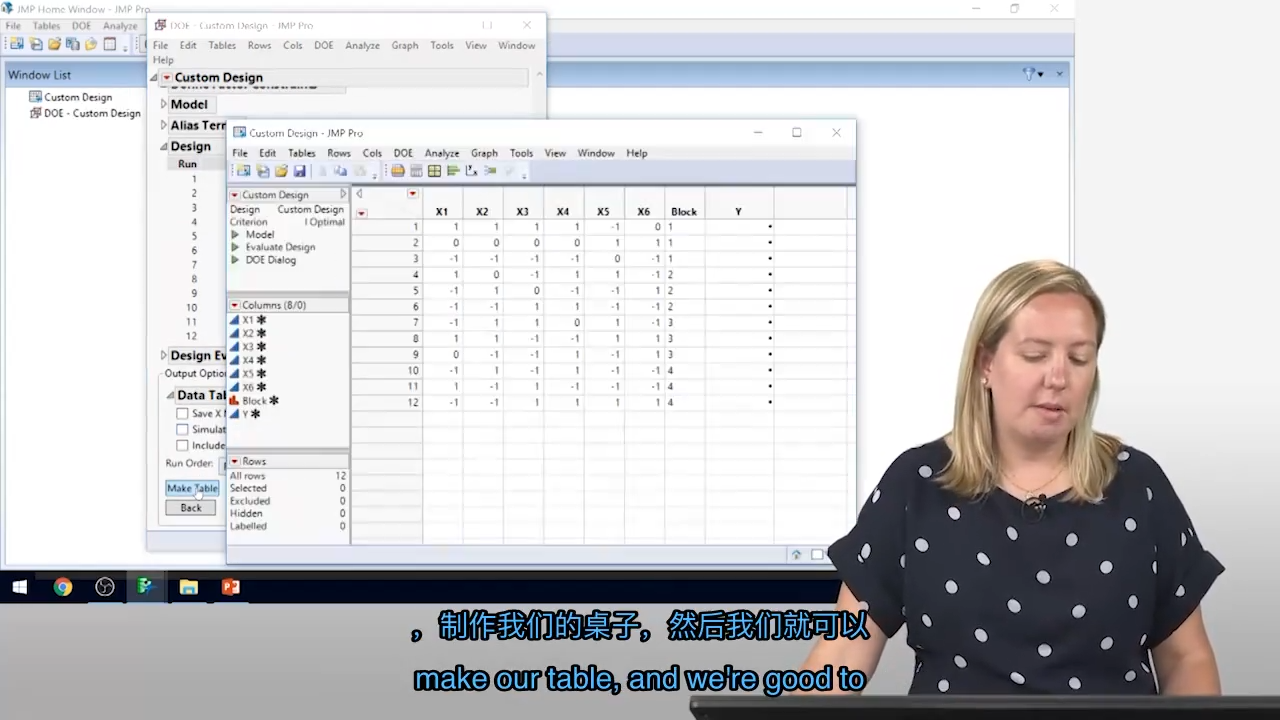 JMP Home Window - JMP Pro
File Tables DOE Analyze
DOE - Custom Design - JMP Pro
File Edit Tables Rows Cols DOE Analyze Graph Tools View Window
Help
Window List
Custom Design
DOE - Custom Design
Custom Design
Model
Alias Ter
Design
Run
1
2
3
4
5
6
7
8
9
10
11
12
Design Ev
Output Optio
Data Ta
Save X
Simulat
Include
Run Order:
Make Table
Back
Custom Design - JMP Pro
File Edit Tables Rows Cols DOE Analyze Graph Tools View Window Help
Custom Design
Design Custom Design
Criterion I Optimal
Model
Evaluate Design
DOE Dialog
Columns (8/0)
X1
X2
X3
X4
X5
X6
Block
Y
Rows
All rows 12
Selected 0
Excluded 0
Hidden 0
Labelled 0
X1 X2 X3 X4 X5 X6 Block Y
1 1 1 1 1 -1 0 1 •
2 0 0 0 0 1 1 1 •
3 -1 -1 -1 -1 0 -1 1 •
4 1 0 -1 1 1 -1 2 •
5 -1 1 0 -1 -1 1 2 •
6 1 -1 1 -1 -1 -1 2 •
7 -1 1 1 0 1 -1 3 •
8 1 1 -1 -1 -1 -1 3 •
9 0 -1 -1 1 -1 1 3 •
10 -1 1 -1 1 -1 -1 4 •
11 1 -1 1 -1 -1 1 4 •
12 -1 -1 1 1 1 1 4 •
，制作我们的桌子，然后我们就可以
make our table, and we're good to